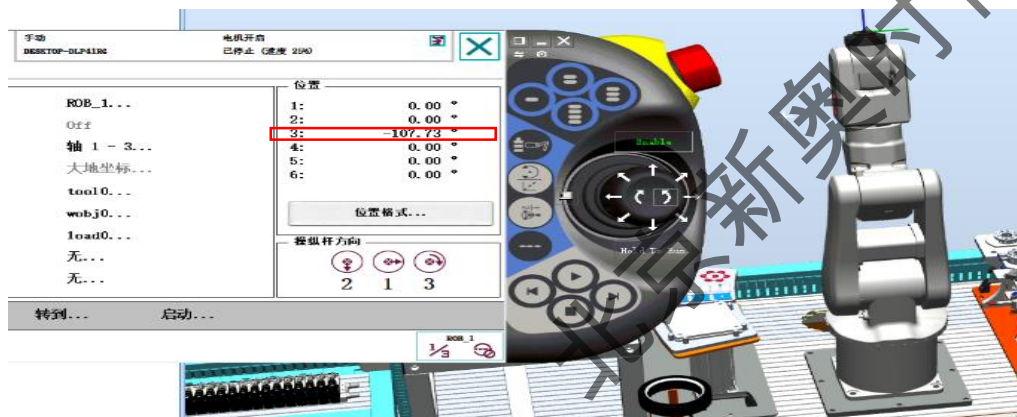 手动
DESKTOP-DLP41RG
电机开启
已停止 (速度 25%)
ROB_1...
Off
轴 1 - 3...
大地坐标...
tool0...
wobj0...
load0...
无...
无...
位置
1: 0.00 °
2: 0.00 °
3: -107.73 °
4: 0.00 °
5: 0.00 °
6: 0.00 °
位置格式...
操纵杆方向
2 1 3
转到... 启动...
ROB_1
1/3
Enable
Hold To Run
北京新奥时